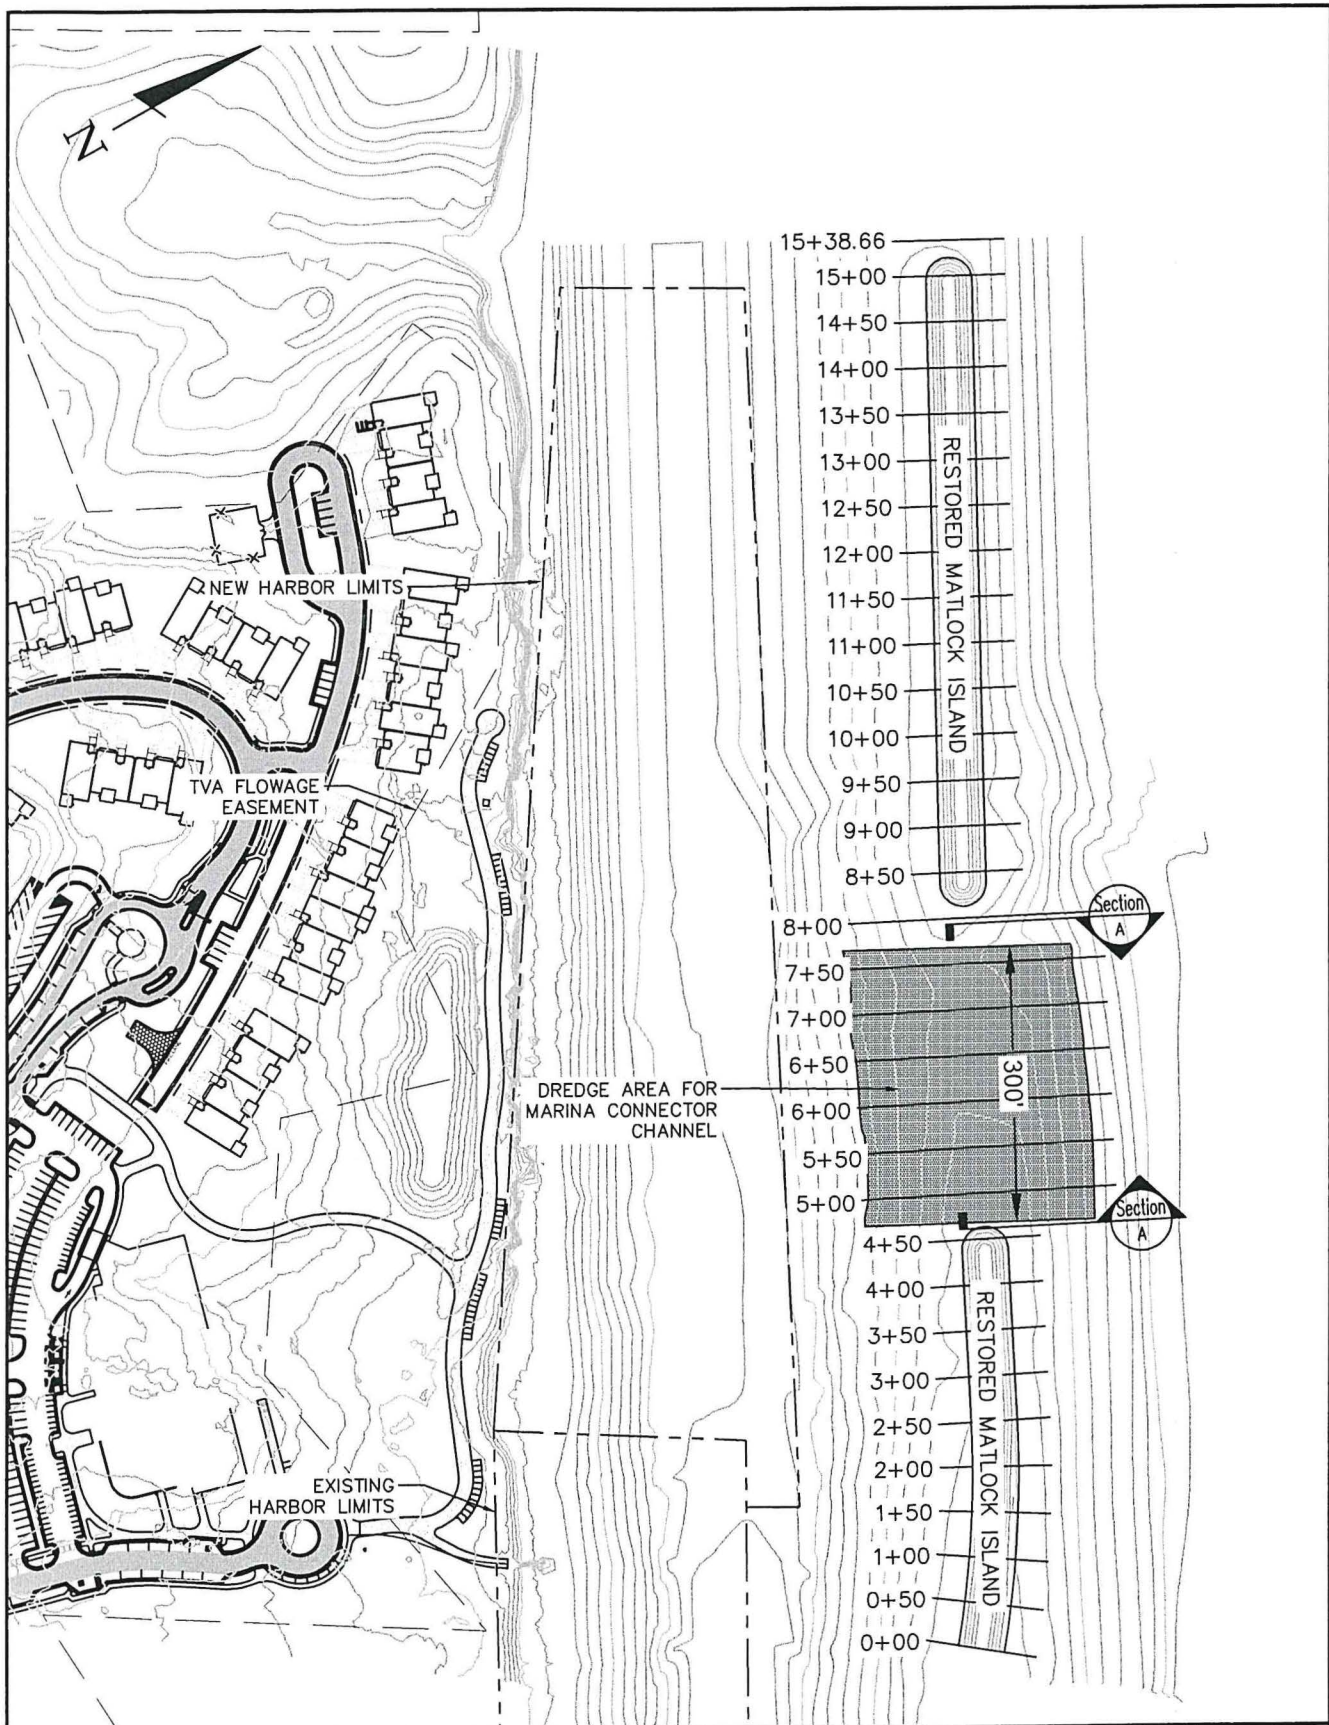 N
15+38.66
15+00
14+50
14+00
13+50
13+00
12+50
12+00
11+50
11+00
10+50
10+00
9+50
9+00
8+50
8+00
7+50
7+00
6+50
6+00
5+50
5+00
4+50
4+00
3+50
3+00
2+50
2+00
1+50
1+00
0+50
0+00
RESTORED MATLOCK ISLAND
NEW HARBOR LIMITS
TVA FLOWAGE
EASEMENT
Section
A
300'
DREDGE AREA FOR
MARINA CONNECTOR
CHANNEL
Section
A
RESTORED MATLOCK ISLAND
EXISTING
HARBOR LIMITS